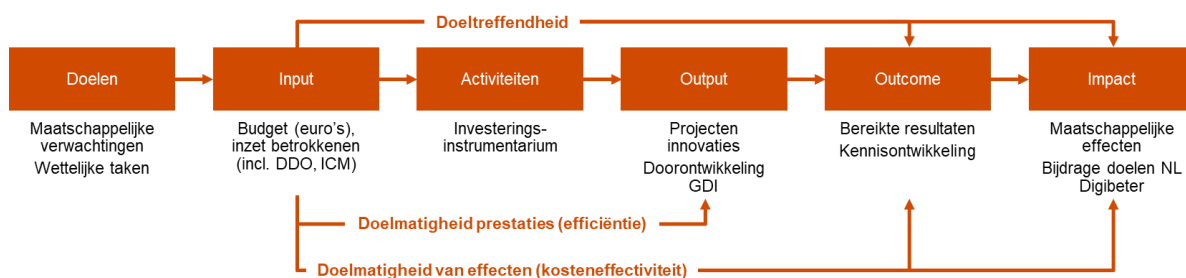 Doeltreffendheid
Doelen
Input
Activiteiten
Output
Outcome
Impact
Maatschappelijke
verwachtingen
Wettelijke taken
Budget (euro's),
inzet betrokkenen
(incl. DDO, ICM)
Investerings-
instrumentarium
Projecten
innovaties
Doorontwikkeling
GDI
Bereikte resultaten
Kennisontwikkeling
Maatschappelijke
effecten
Bijdrage doelen NL
Digibeter
Doelmatigheid prestaties (efficiëntie)
Doelmatigheid van effecten (kosteneffectiviteit)